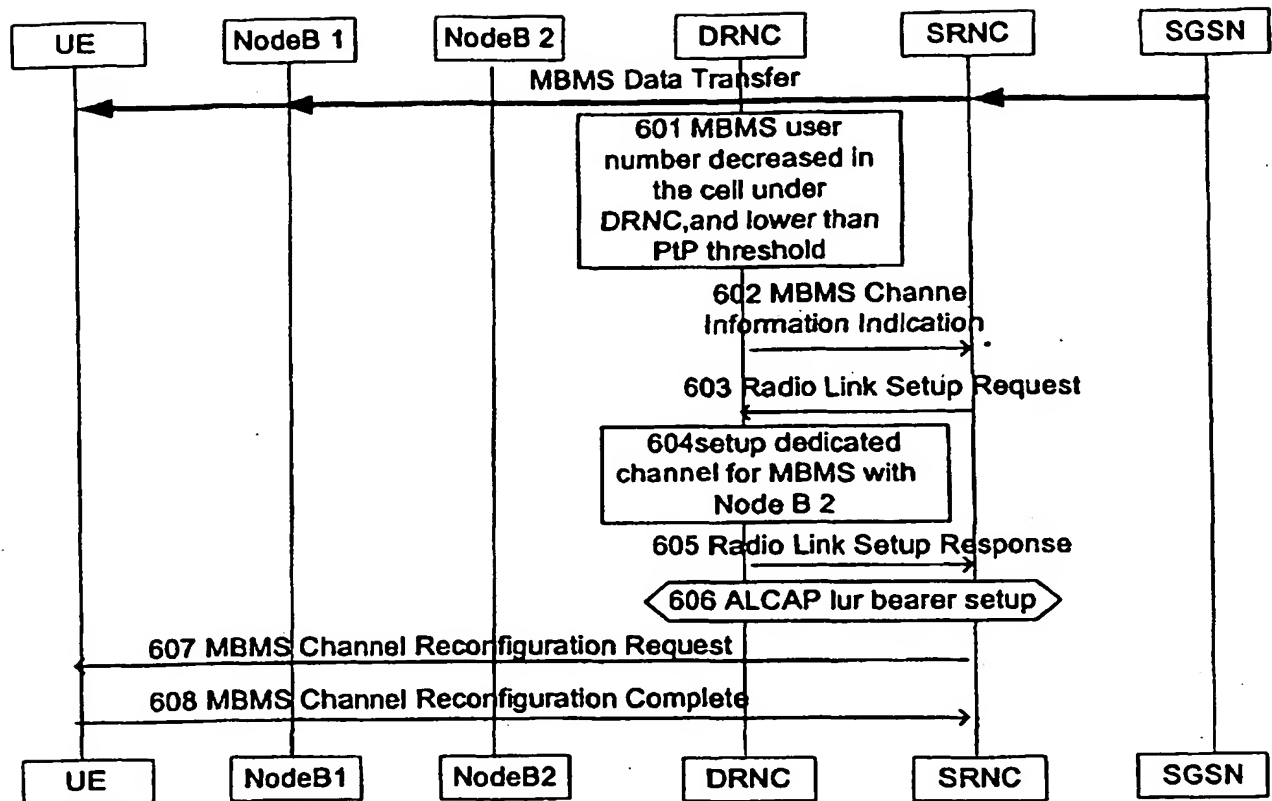 UE
NodeB 1
NodeB 2
DRNC
SRNC
SGSN
MBMS Data Transfer
601 MBMS user
number decreased in
the cell under
DRNC,and lower than
PtP threshold
602 MBMS Channe
Information Indication
603 Radio Link Setup Request
604setup dedicated
channel for MBMS with
Node B 2
605 Radio Link Setup Response
606 ALCAP Iur bearer setup
607 MBMS Channel Reconfiguration Request
608 MBMS Channel Reconfiguration Complete
UE
NodeB1
NodeB2
DRNC
SRNC
SGSN